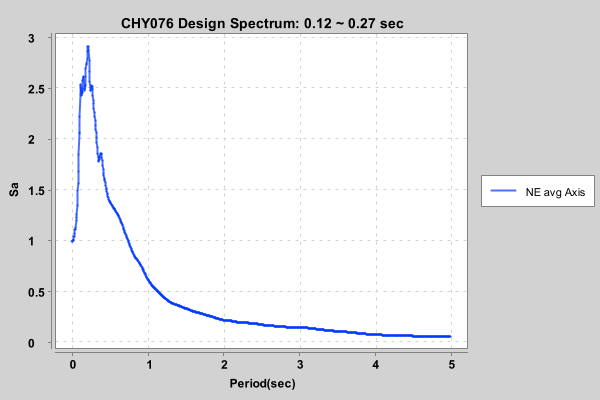 CHY076 Design Spectrum: 0.12 ~ 0.27 sec
3
2.5
2
1.5
1
0.5
0
Sa
0 1 2 3 4 5
Period(sec)
NE avg Axis